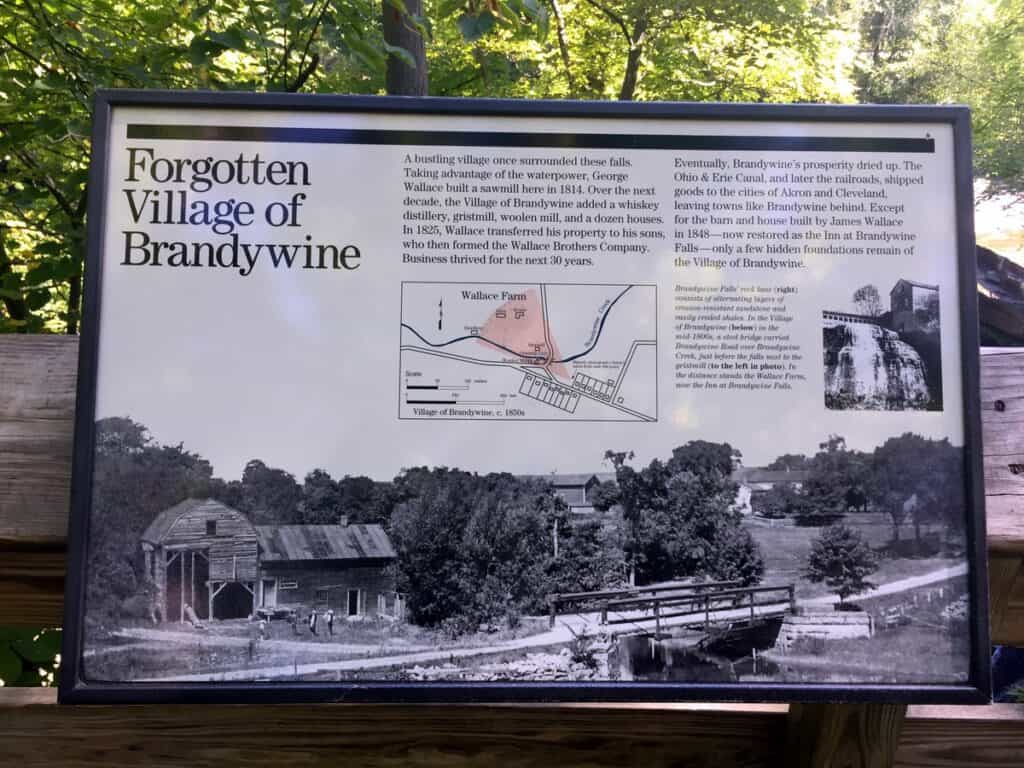 Forgotten
Village of
Brandywine
A bustling village once surrounded these falls.
Taking advantage of the waterpower, George
Wallace built a sawmill here in 1814. Over the next
decade, the Village of Brandywine added a whiskey
distillery, gristmill, woolen mill, and a dozen houses.
In 1825, Wallace transferred his property to his sons,
who then formed the Wallace Brothers Company.
Business thrived for the next 30 years.
Eventually, Brandywine's prosperity dried up. The
Ohio & Erie Canal, and later the railroads, shipped
goods to the cities of Akron and Cleveland,
leaving towns like Brandywine behind. Except
for the barn and house built by James Wallace
in 1848—now restored as the Inn at Brandywine
Falls—only a few hidden foundations remain of
the Village of Brandywine.
Wallace Farm
Brandywine Creek
Scale
Village of Brandywine, c. 1850s
Brandywine Falls' rock base (right)
consists of alternating layers of
erosion-resistant sandstone and
easily eroded shales. In the Village
of Brandywine (below) in the
mid-1800s, a steel bridge carried
Brandywine Road over Brandywine
Creek, just before the falls next to the
gristmill (to the left in photo). In
the distance stands the Wallace Farm,
now the Inn at Brandywine Falls.